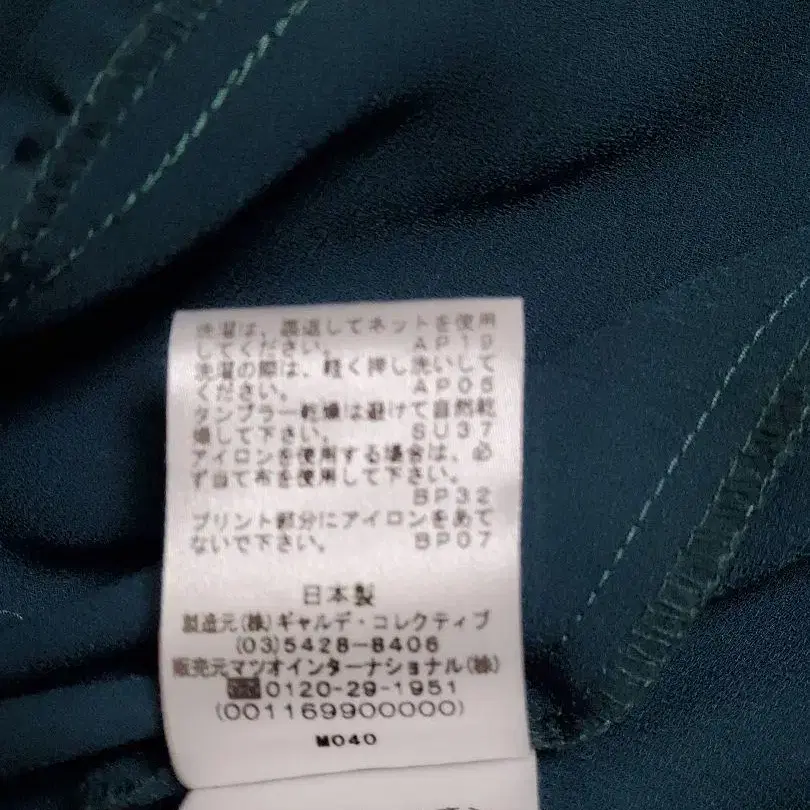 洗濯は、裏返してネットを使用
してください。 AP19
洗濯の際は、軽く押し洗いして
ください。 AP05
タンブラー乾燥は避けて自然乾
燥して下さい。 SU37
アイロンを使用する場合は、必
ず当て布を使用して下さい。
BP32
プリント部分にアイロンをあて
ないで下さい。 BP07
日本製
製造元(株)ギャルデ・コレクティブ
(03)5428-8406
販売元マツオインターナショナル(株)
0120-29-1951
(001169900000)
M040